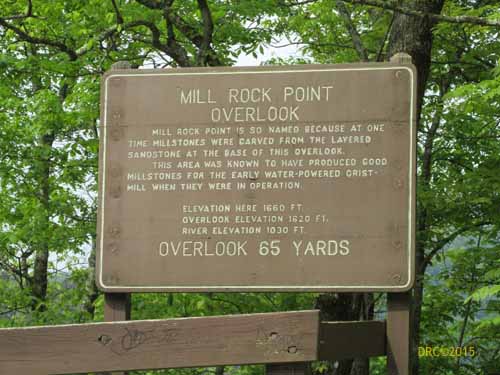 MILL ROCK POINT
OVERLOOK
MILL ROCK POINT IS SO NAMED BECAUSE AT ONE
TIME MILLSTONES WERE CARVED FROM THE LAYERED
SANDSTONE AT THE BASE OF THIS OVERLOOK.
THIS AREA WAS KNOWN TO HAVE PRODUCED GOOD
MILLSTONES FOR THE EARLY WATER-POWERED GRIST-
MILL WHEN THEY WERE IN OPERATION.
ELEVATION HERE 1660 FT.
OVERLOOK ELEVATION 1620 FT.
RIVER ELEVATION 1030 FT.
OVERLOOK 65 YARDS
DRC©2015